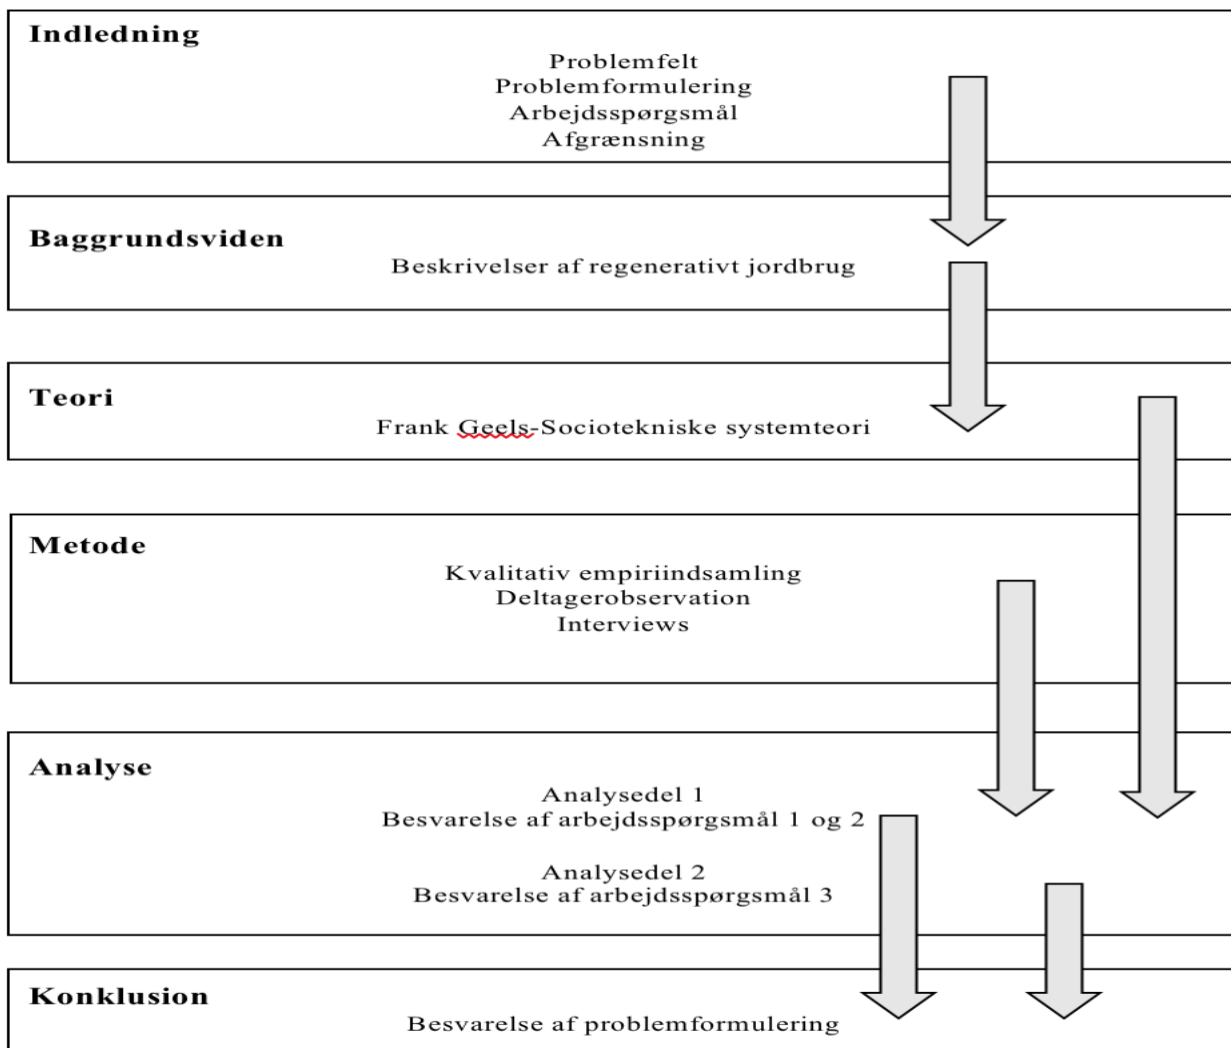 Indledning
Problemfelt
Problemformulering
Arbejdsspørgsmål
Afgrænsning
Baggrundsviden
Beskrivelser af regenerativt jordbrug
Teori
Frank Geels-Sociotekniske systemteori
Metode
Kvalitativ empiriindsamling
Deltagerobservation
Interviews
Analyse
Analysedel 1
Besvarelse af arbejdsspørgsmål 1 og 2
Analysedel 2
Besvarelse af arbejdsspørgsmål 3
Konklusion
Besvarelse af problemformulering